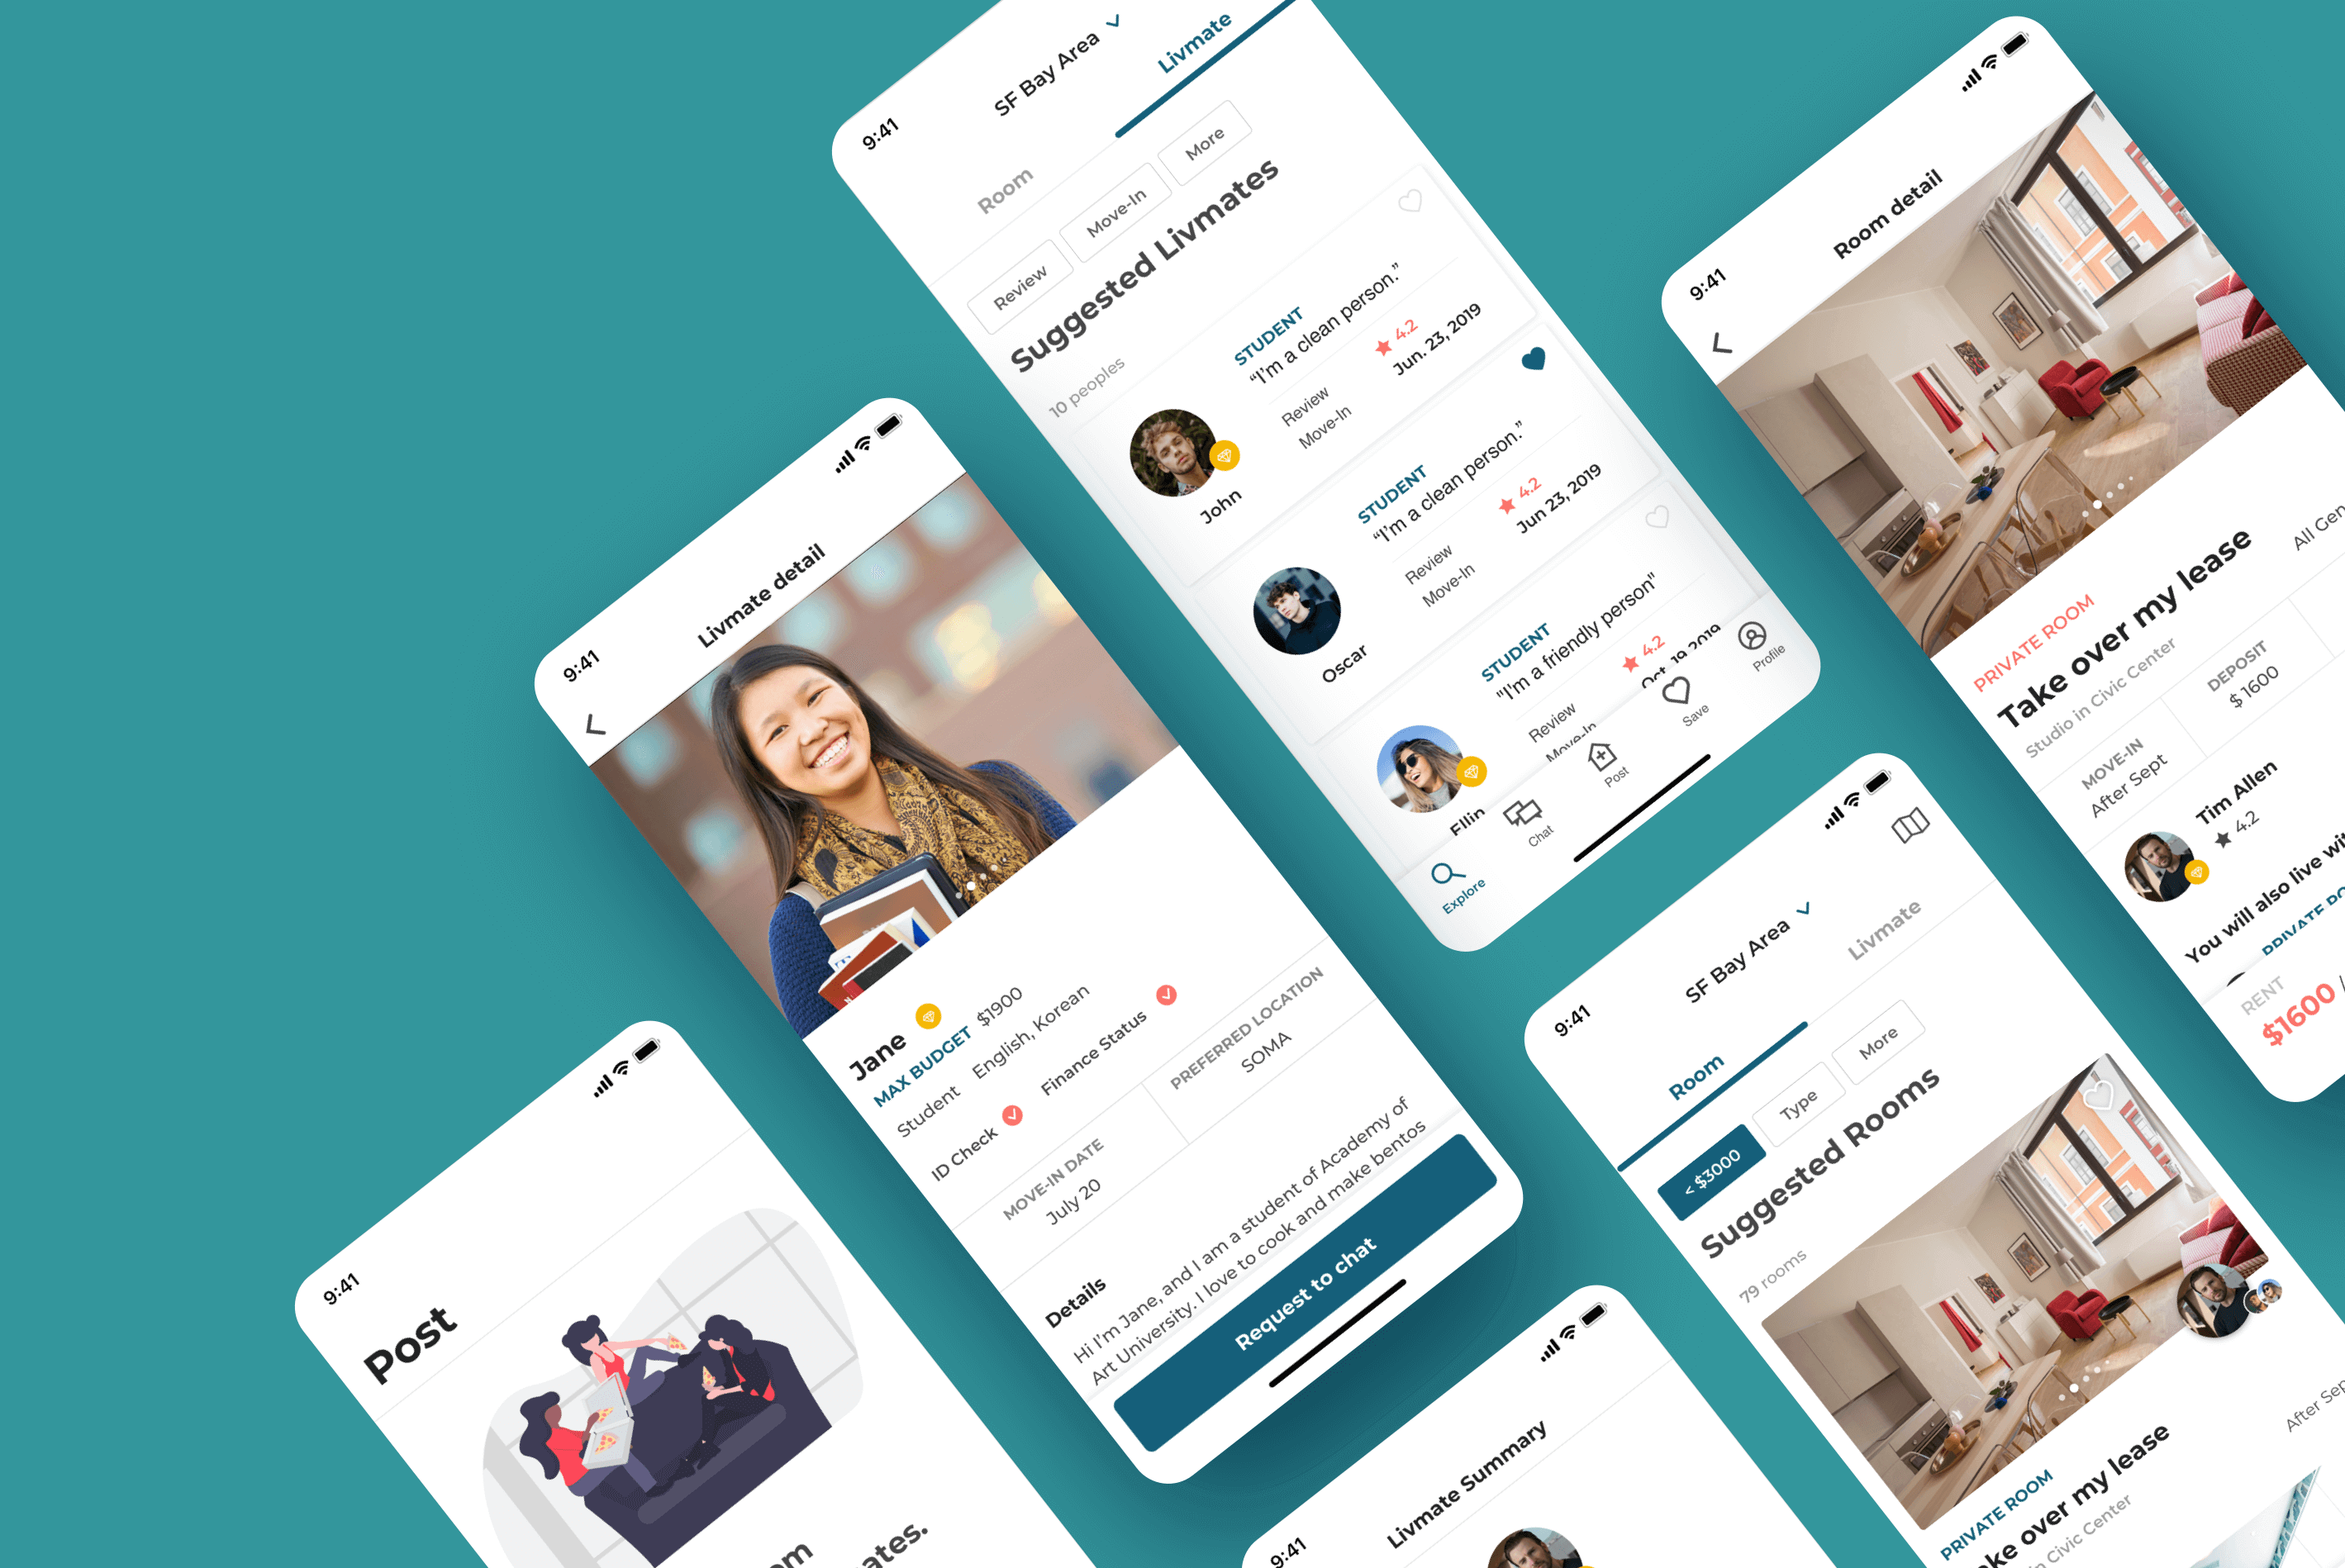 SF Bay Area
Livmate
9:41
Room
Review
Move-In
More
Suggested Livmates
10 peoples
STUDENT
“I’m a clean person.”
Review ★ 4.2
Move-In Jun. 23, 2019
John
STUDENT
“I’m a clean person.”
Review ★ 4.2
Move-In Jun 23, 2019
Oscar
STUDENT
"I’m a friendly person"
Review ★ 4.2
Move-In Oct. 19 2019
Ellin
Explore
Chat
Post
Save
Profile
9:41
Livmate detail
Jane
MAX BUDGET $1900
Student English, Korean
ID Check Finance Status
MOVE-IN DATE
July 20
PREFERRED LOCATION
SOMA
Details
Hi I’m Jane, and I am a student of Academy of
Art University. I love to cook and make bentos
Request to chat
9:41
Post
9:41
Livmate Summary
9:41
SF Bay Area
Room
Livmate
< $3000
Type
More
Suggested Rooms
79 rooms
PRIVATE ROOM
my lease
Civic Center
After
9:41
Room detail
PRIVATE ROOM
Take over my lease
Studio in Civic Center
All
MOVE-IN
After Sept
DEPOSIT
$ 1600
Tim Allen
★ 4.2
You will also live
PRIVATE
RENT
$1600 /